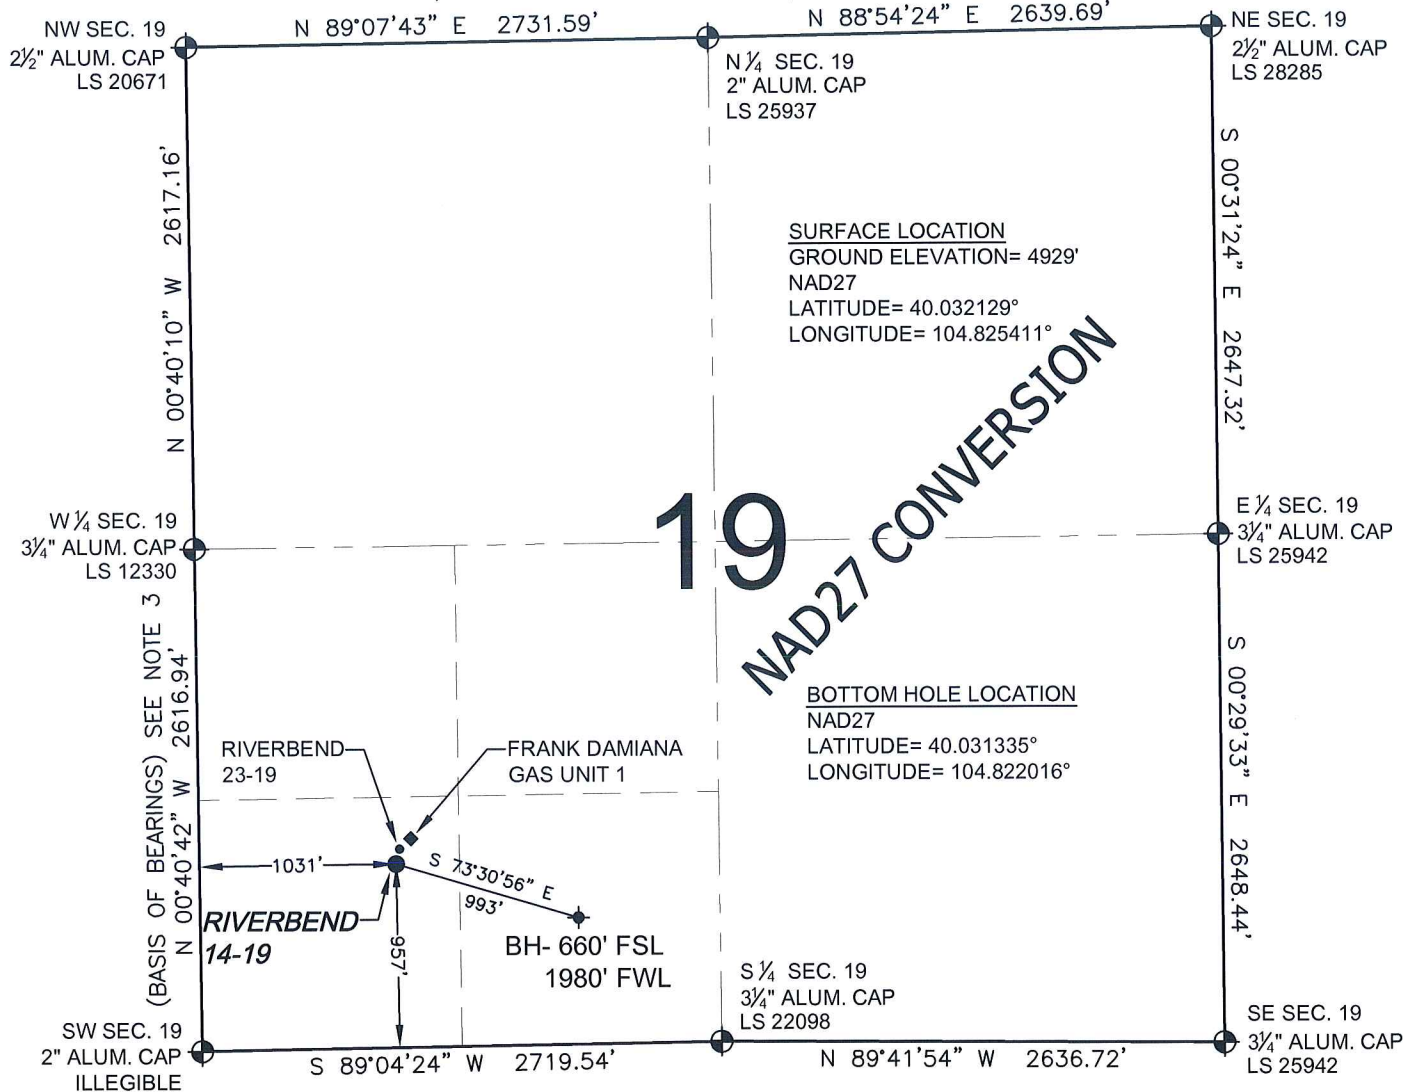 N 89°07'43" E 2731.59'
N 88°54'24" E 2639.69'
NW SEC. 19
2½" ALUM. CAP
LS 20671
N ¼ SEC. 19
2" ALUM. CAP
LS 25937
NE SEC. 19
2½" ALUM. CAP
LS 28285
N 00°40'10" W 2617.16'
S 00°31'24" E 2647.32'
SURFACE LOCATION
GROUND ELEVATION= 4929'
NAD27
LATITUDE= 40.032129°
LONGITUDE= 104.825411°
NAD27 CONVERSION
19
W ¼ SEC. 19
3¼" ALUM. CAP
LS 12330
E ¼ SEC. 19
3¼" ALUM. CAP
LS 25942
(BASIS OF BEARINGS) SEE NOTE 3
N 00°40'42" W 2616.94'
S 00°29'33" E 2648.44'
BOTTOM HOLE LOCATION
NAD27
LATITUDE= 40.031335°
LONGITUDE= 104.822016°
RIVERBEND
23-19
FRANK DAMIANA
GAS UNIT 1
1031'
S 73°30'56" E
993'
RIVERBEND
14-19
957'
BH- 660' FSL
1980' FWL
SW SEC. 19
2" ALUM. CAP
ILLEGIBLE
S 89°04'24" W 2719.54'
S ¼ SEC. 19
3¼" ALUM. CAP
LS 22098
N 89°41'54" W 2636.72'
SE SEC. 19
3¼" ALUM. CAP
LS 25942